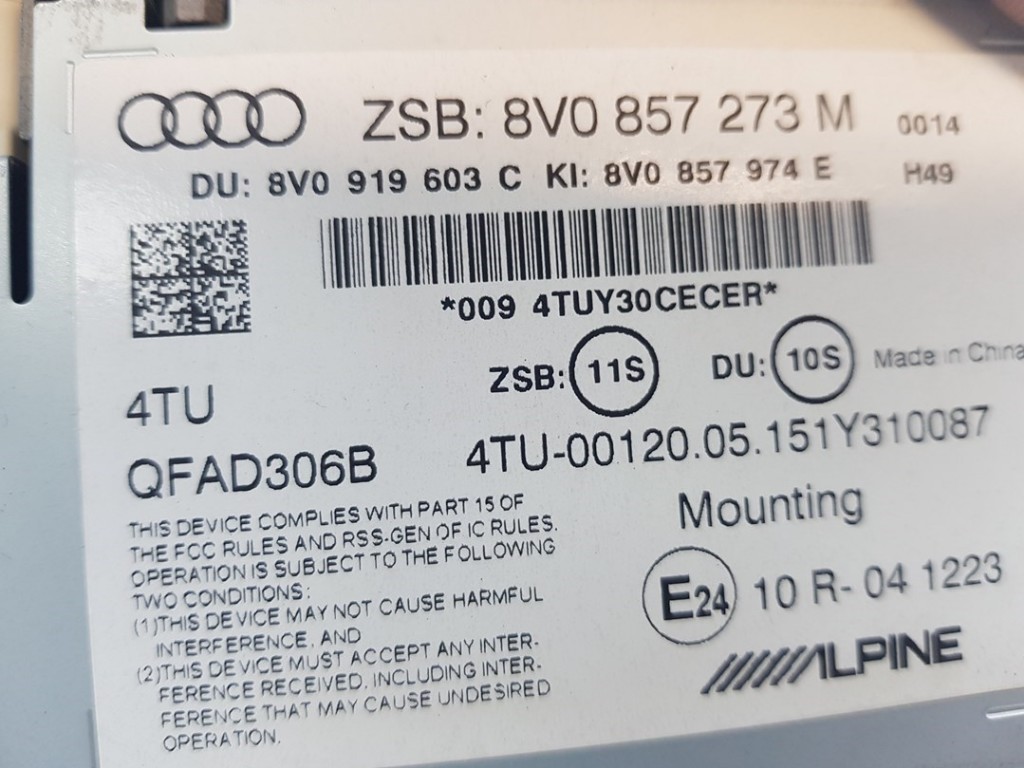 ZSB: 8V0 857 273 M 0014
DU: 8V0 919 603 C KI: 8V0 857 974 E H49
*009 4TUY30CECER*
ZSB: 11S DU: 10S Made in China
4TU
QFAD306B 4TU-00120.05.151Y310087
THIS DEVICE COMPLIES WITH PART 15 OF
THE FCC RULES AND RSS-GEN OF IC RULES.
OPERATION IS SUBJECT TO THE FOLLOWING
TWO CONDITIONS:
(1)THIS DEVICE MAY NOT CAUSE HARMFUL
INTERFERENCE, AND
(2)THIS DEVICE MUST ACCEPT ANY INTER-
FERENCE RECEIVED, INCLUDING INTER-
FERENCE THAT MAY CAUSE UNDESIRED
OPERATION.
Mounting
E24 10 R- 04 1223
ALPINE